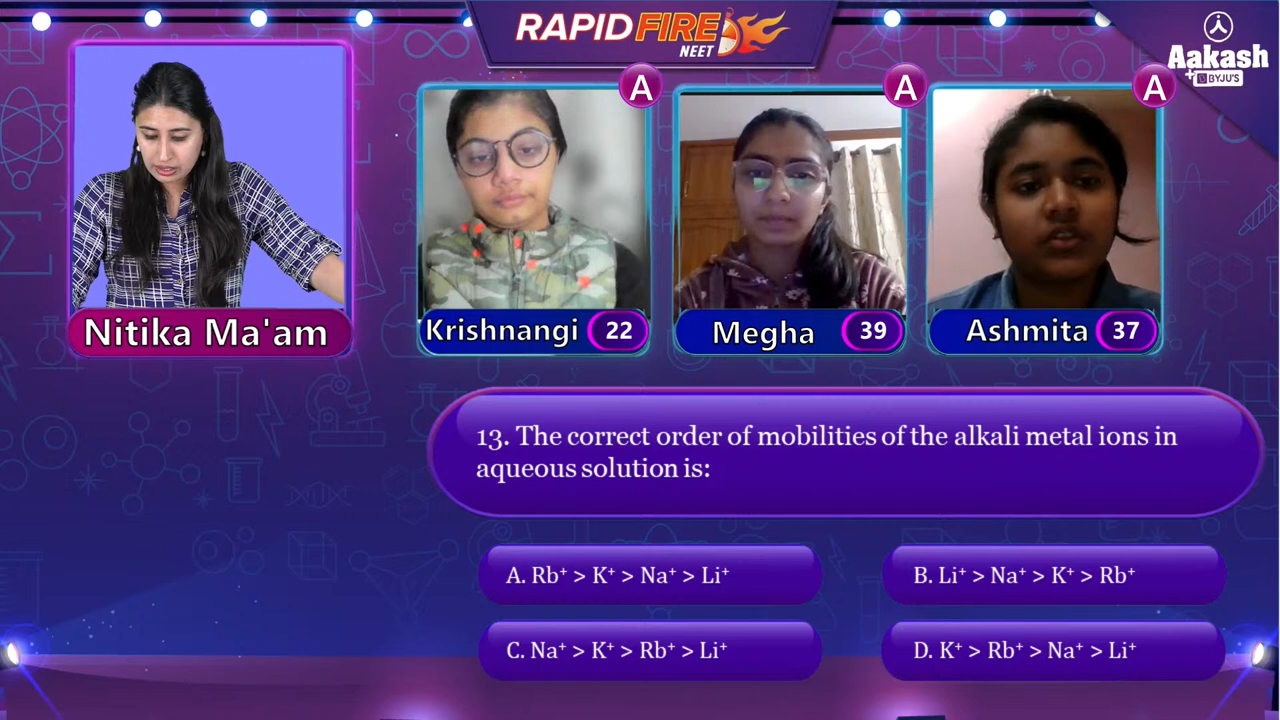 RAPID FIRE
NEET
Aakash
+ BYJU'S
A
A
A
Nitika Ma'am
Krishnangi 22
Megha 39
Ashmita 37
13. The correct order of mobilities of the alkali metal ions in
aqueous solution is:
A. Rb⁺ > K⁺ > Na⁺ > Li⁺
B. Li⁺ > Na⁺ > K⁺ > Rb⁺
C. Na⁺ > K⁺ > Rb⁺ > Li⁺
D. K⁺ > Rb⁺ > Na⁺ > Li⁺